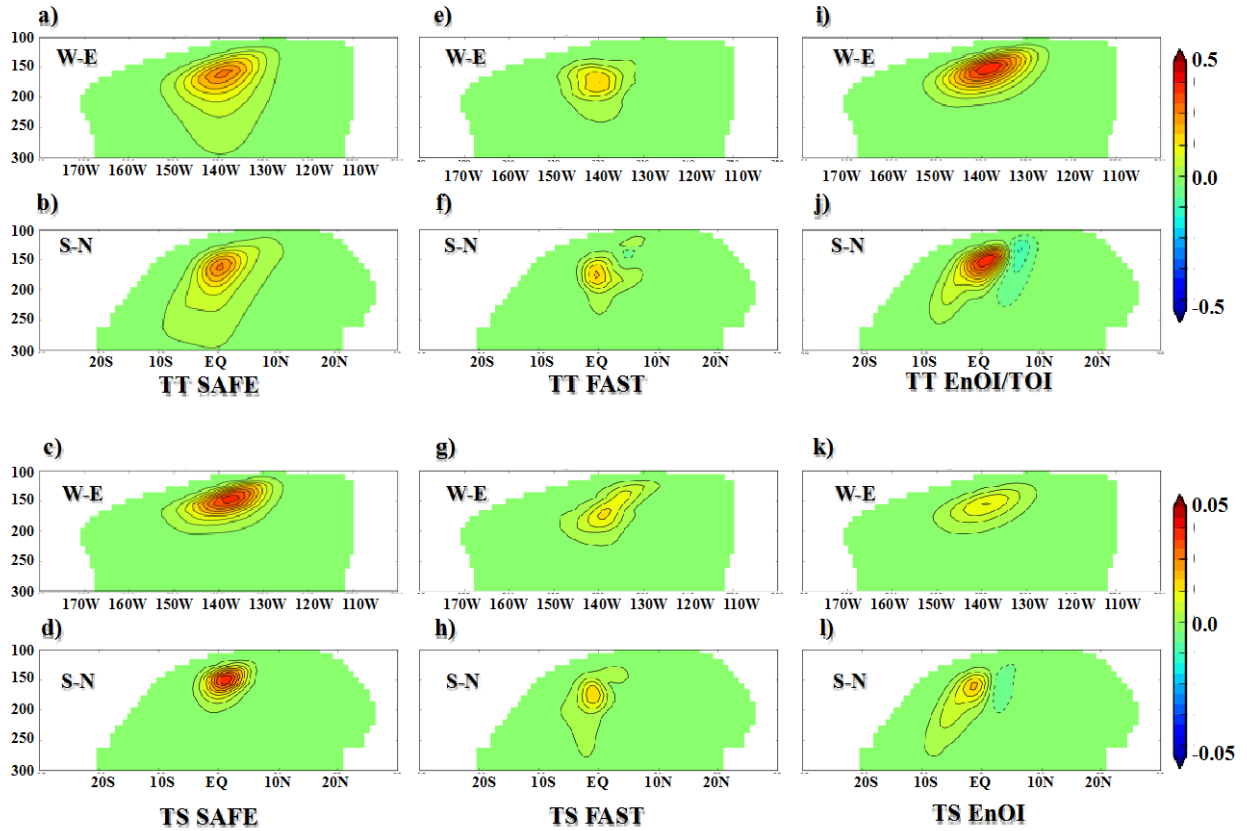 a) e) i)
100 W-E W-E W-E 0.5
150
200
250
300
170W 160W 150W 140W 130W 120W 110W 170W 160W 150W 140W 130W 120W 110W 170W 160W 150W 140W 130W 120W 110W
0.0
b) f) j)
100 S-N S-N S-N
150
200
250
300
-0.5
20S 10S EQ 10N 20N 20S 10S EQ 10N 20N 20S 10S EQ 10N 20N
TT SAFE TT FAST TT EnOI/TOI
c) g) k)
100 W-E W-E W-E 0.05
150
200
250
300
170W 160W 150W 140W 130W 120W 110W 170W 160W 150W 140W 130W 120W 110W 170W 160W 150W 140W 130W 120W 110W
0.0
d) h) l)
100 S-N S-N S-N
150
200
250
300
-0.05
20S 10S EQ 10N 20N 20S 10S EQ 10N 20N 20S 10S EQ 10N 20N
TS SAFE TS FAST TS EnOI